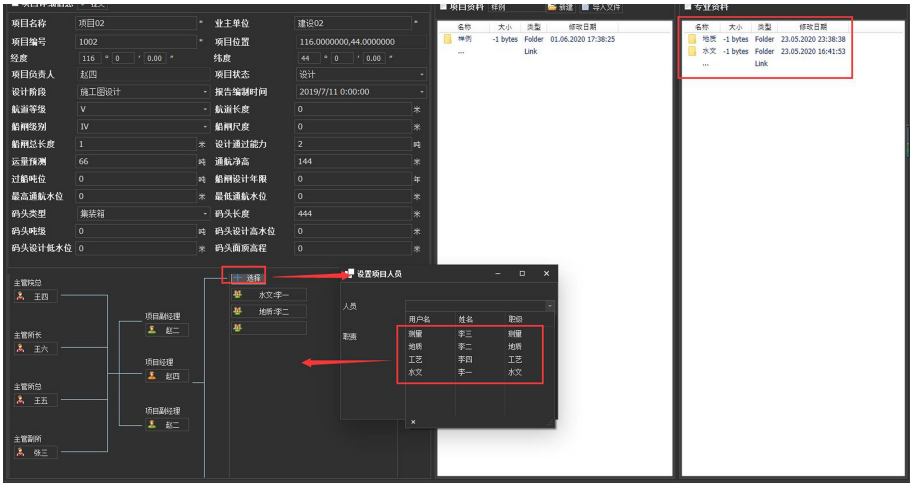 项目资料 样例 新建 导入文件
专业资料
项目名称 项目02 * 业主单位 建设02 *
项目编号 1002 * 项目位置 116.0000000,44.0000000
经度 116 ° 0 ' 0.00 " 纬度 44 ° 0 ' 0.00 "
项目负责人 赵四 项目状态 设计
设计阶段 施工图设计 报告编制时间 2019/7/11 0:00:00
航道等级 V 航道长度 0 米
船闸级别 IV 船闸尺度 0 米
船闸总长度 1 米 设计通过能力 2 吨
运量预测 66 吨 通航净高 144 米
过船吨位 0 吨 船闸设计年限 0 年
最高通航水位 0 米 最低通航水位 0 米
码头类型 集装箱 码头长度 444 米
码头吨级 0 吨 码头设计高水位 0 米
码头设计低水位 0 米 码头面顶高程 0 米
名称 大小 类型 修改日期
样例 -1 bytes Folder 01.06.2020 17:38:25
... Link
名称 大小 类型 修改日期
地质 -1 bytes Folder 23.05.2020 23:38:38
水文 -1 bytes Folder 23.05.2020 16:41:53
... Link
主管院总
王四
主管所长
王六
主管所总
王五
主管副所
张三
项目副经理
赵二
项目经理
赵四
项目副经理
赵二
选择
水文:李一
地质:李二
设置项目人员
人员
职责
用户名 姓名 职级
测量 李三 测量
地质 李二 地质
工艺 李四 工艺
水文 李一 水文